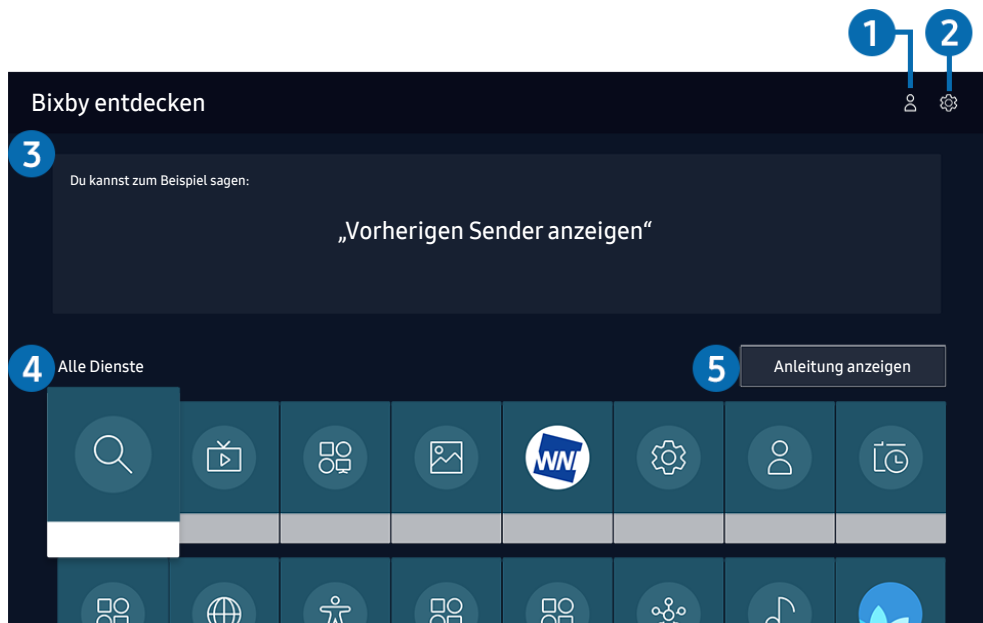 1 2
Bixby entdecken
3
Du kannst zum Beispiel sagen:
„Vorherigen Sender anzeigen“
4 Alle Dienste
5 Anleitung anzeigen
WNI